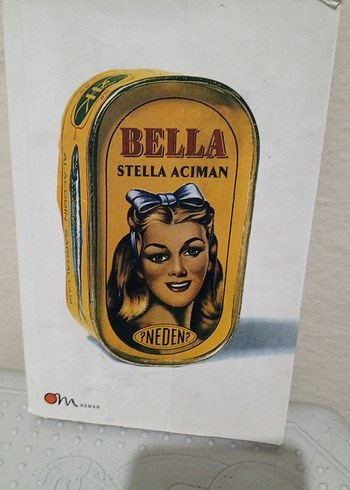 BELLA
STELLA ACIMAN
?NEDEN?
Om ROMAN